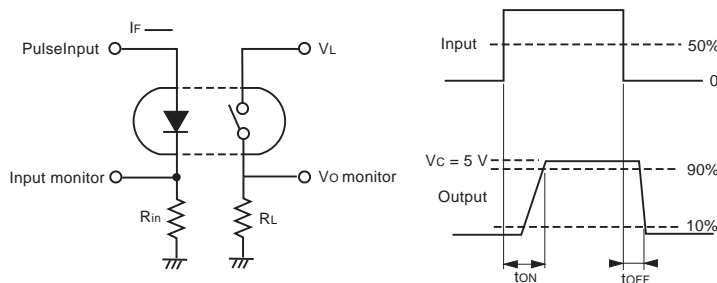 IF
PulseInput
VL
Input monitor
VO monitor
Rin
RL
Input
50%
0
VC = 5 V
90%
Output
10%
tON
tOFF